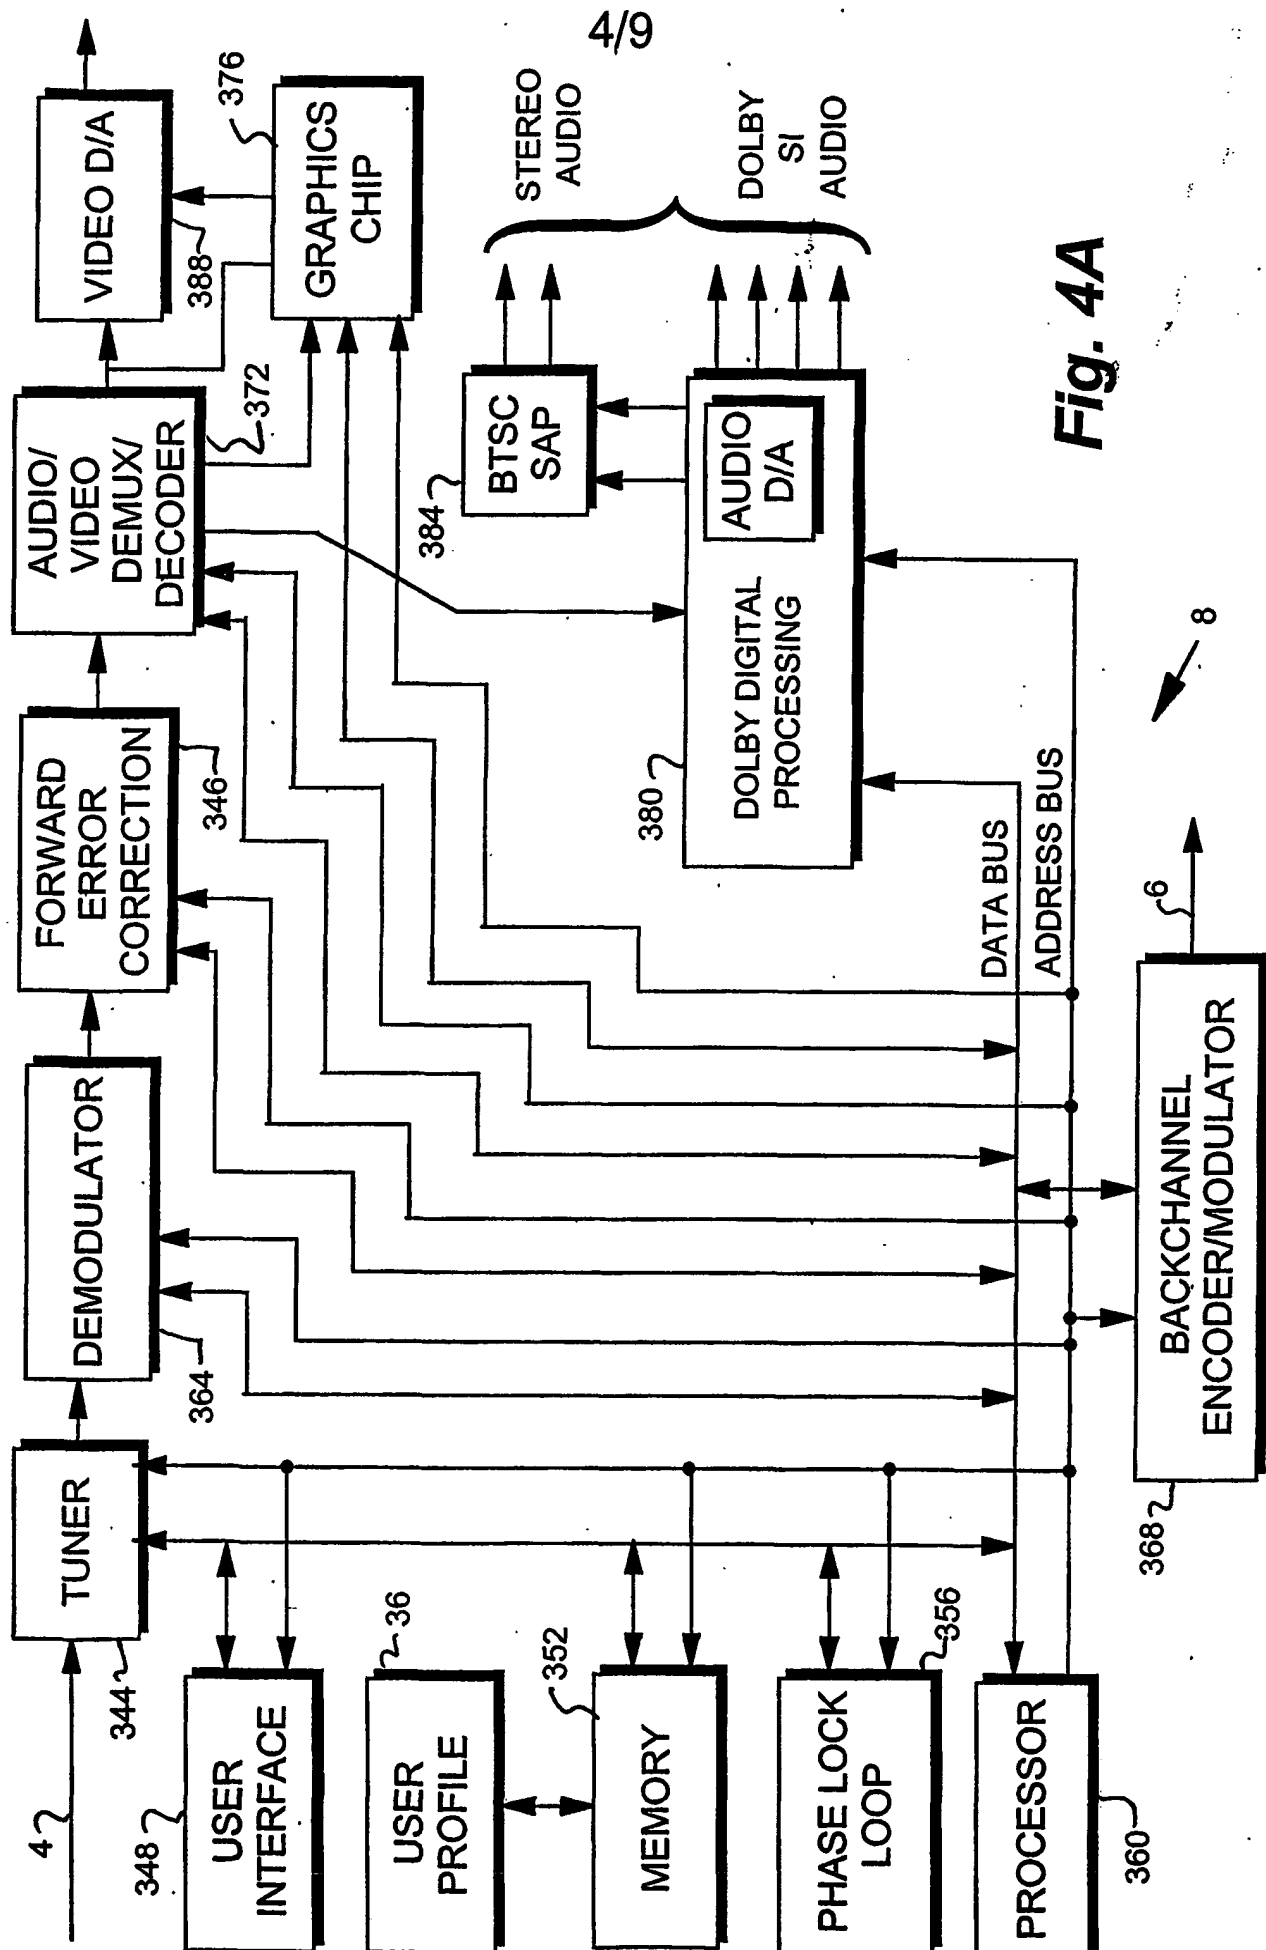 4/9
4
344
TUNER
364
DEMODULATOR
FORWARD
ERROR
CORRECTION
346
AUDIO/
VIDEO
DEMUX/
DECODER
372
VIDEO D/A
388
376
GRAPHICS
CHIP
348
USER
INTERFACE
36
USER
PROFILE
352
MEMORY
356
PHASE LOCK
LOOP
PROCESSOR
360
384
BTSC
SAP
STEREO
AUDIO
DOLBY
SI
AUDIO
380
DOLBY DIGITAL
PROCESSING
AUDIO
D/A
DATA BUS
ADDRESS BUS
368
BACKCHANNEL
ENCODER/MODULATOR
6
8
Fig. 4A